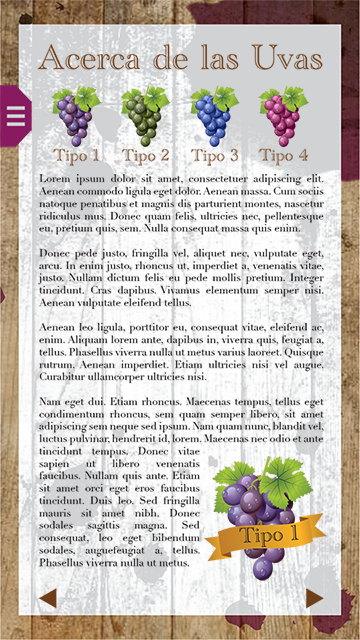 Acerca de las Uvas
Tipo 1 Tipo 2 Tipo 3 Tipo 4
Lorem ipsum dolor sit amet, consectetuer adipiscing elit.
Aenean commodo ligula eget dolor. Aenean massa. Cum sociis
natoque penatibus et magnis dis parturient montes, nascetur
ridiculus mus. Donec quam felis, ultricies nec, pellentesque
eu, pretium quis, sem. Nulla consequat massa quis enim.
Donec pede justo, fringilla vel, aliquet nec, vulputate eget,
arcu. In enim justo, rhoncus ut, imperdiet a, venenatis vitae,
justo. Nullam dictum felis eu pede mollis pretium. Integer
tincidunt. Cras dapibus. Vivamus elementum semper nisi.
Aenean vulputate eleifend tellus.
Aenean leo ligula, porttitor eu, consequat vitae, eleifend ac,
enim. Aliquam lorem ante, dapibus in, viverra quis, feugiat a,
tellus. Phasellus viverra nulla ut metus varius laoreet. Quisque
rutrum. Aenean imperdiet. Etiam ultricies nisi vel augue.
Curabitur ullamcorper ultricies nisi.
Nam eget dui. Etiam rhoncus. Maecenas tempus, tellus eget
condimentum rhoncus, sem quam semper libero, sit amet
adipiscing sem neque sed ipsum. Nam quam nunc, blandit vel,
luctus pulvinar, hendrerit id, lorem. Maecenas nec odio et ante
tincidunt tempus. Donec vitae
sapien ut libero venenatis
faucibus. Nullam quis ante. Etiam
sit amet orci eget eros faucibus
tincidunt. Duis leo. Sed fringilla
mauris sit amet nibh. Donec
sodales sagittis magna. Sed
consequat, leo eget bibendum
sodales, auguefeugiat a, tellus.
Phasellus viverra nulla ut metus.
Tipo 1